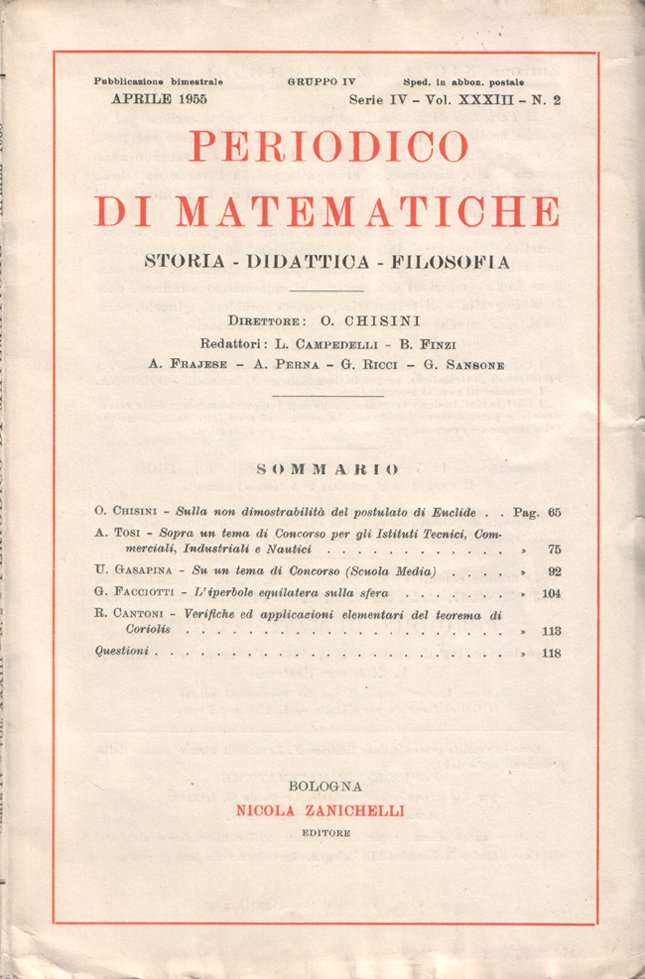 Pubblicazione bimestrale GRUPPO IV Sped. in abbon. postale
APRILE 1955 Serie IV - Vol. XXXIII - N. 2
PERIODICO
DI MATEMATICHE
STORIA - DIDATTICA - FILOSOFIA
DIRETTORE: O. CHISINI
Redattori: L. CAMPEDELLI - B. FINZI
A. FRAJESE - A. PERNA - G. RICCI - G. SANSONE
SOMMARIO
O. CHISINI - Sulla non dimostrabilità del postulato di Euclide . . Pag. 65
A. TOSI - Sopra un tema di Concorso per gli Istituti Tecnici, Com-
merciali, Industriali e Nautici . . . . . . . . . . . . » 75
U. GASAPINA - Su un tema di Concorso (Scuola Media) . . . . » 92
G. FACCIOTTI - L'iperbole equilatera sulla sfera . . . . . . . » 104
R. CANTONI - Verifiche ed applicazioni elementari del teorema di
Coriolis . . . . . . . . . . . . . . . . . . . . . . . » 113
Questioni . . . . . . . . . . . . . . . . . . . . . . . . . » 118
BOLOGNA
NICOLA ZANICHELLI
EDITORE